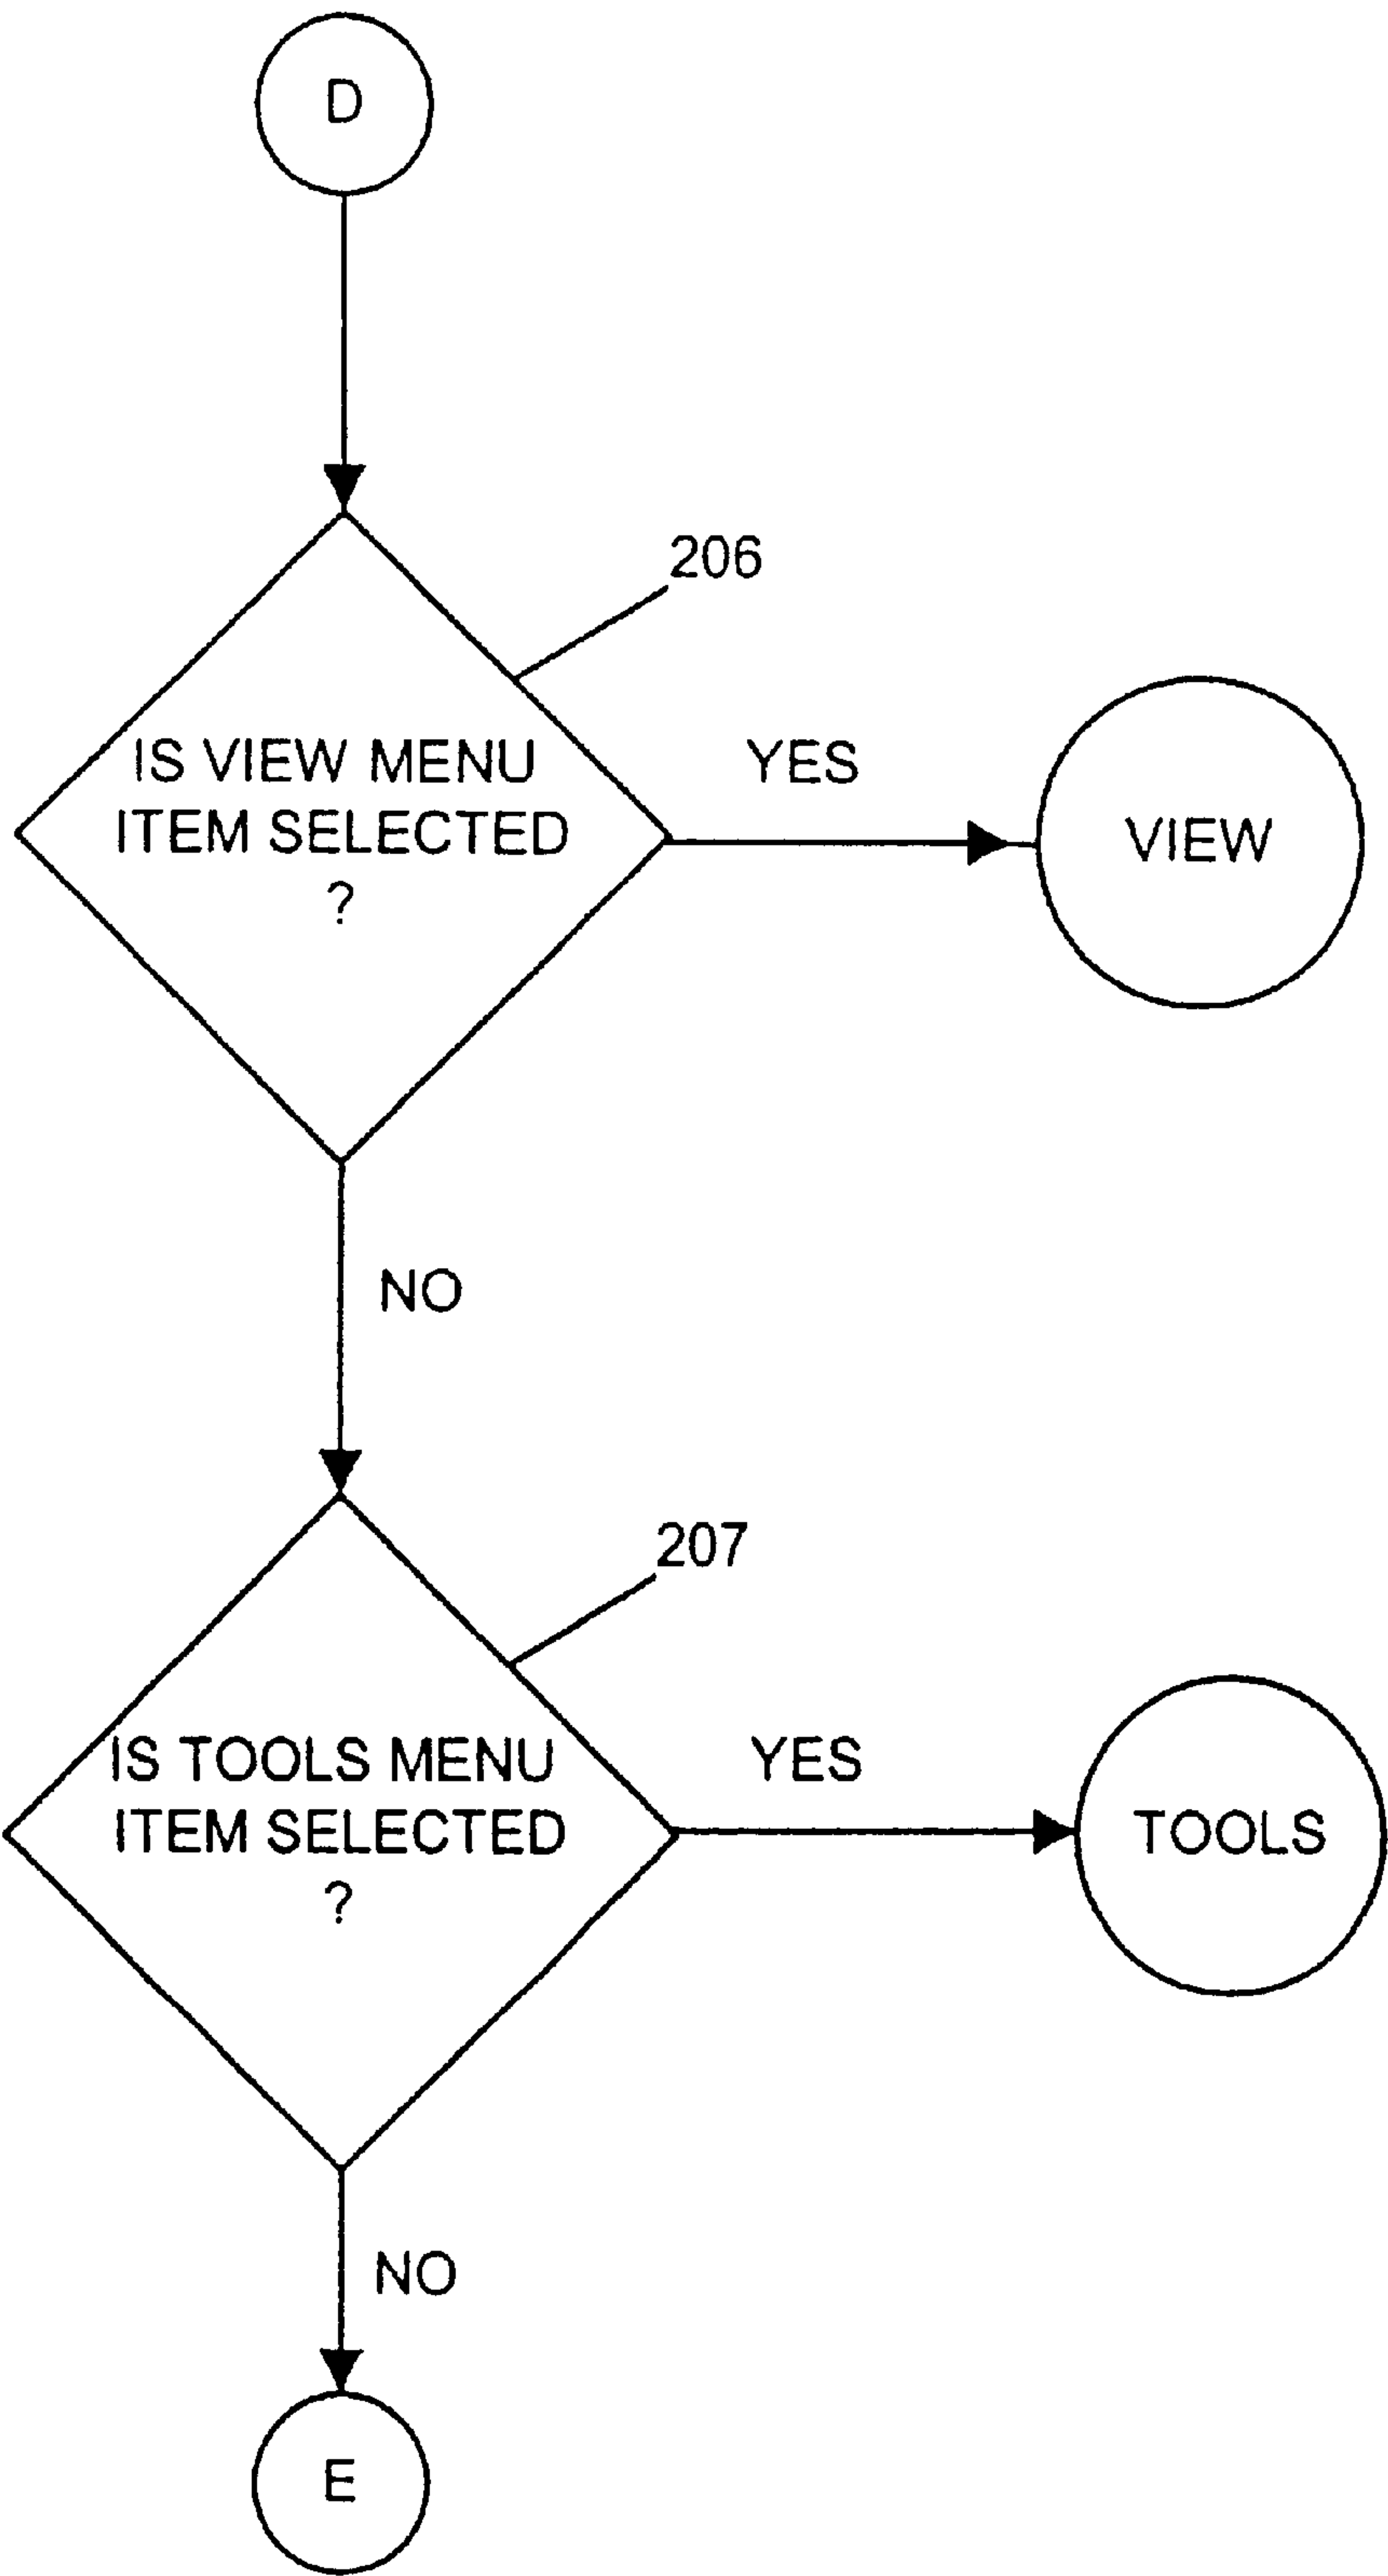 D
206
IS VIEW MENU
ITEM SELECTED
?
YES
VIEW
NO
207
IS TOOLS MENU
ITEM SELECTED
?
YES
TOOLS
NO
E